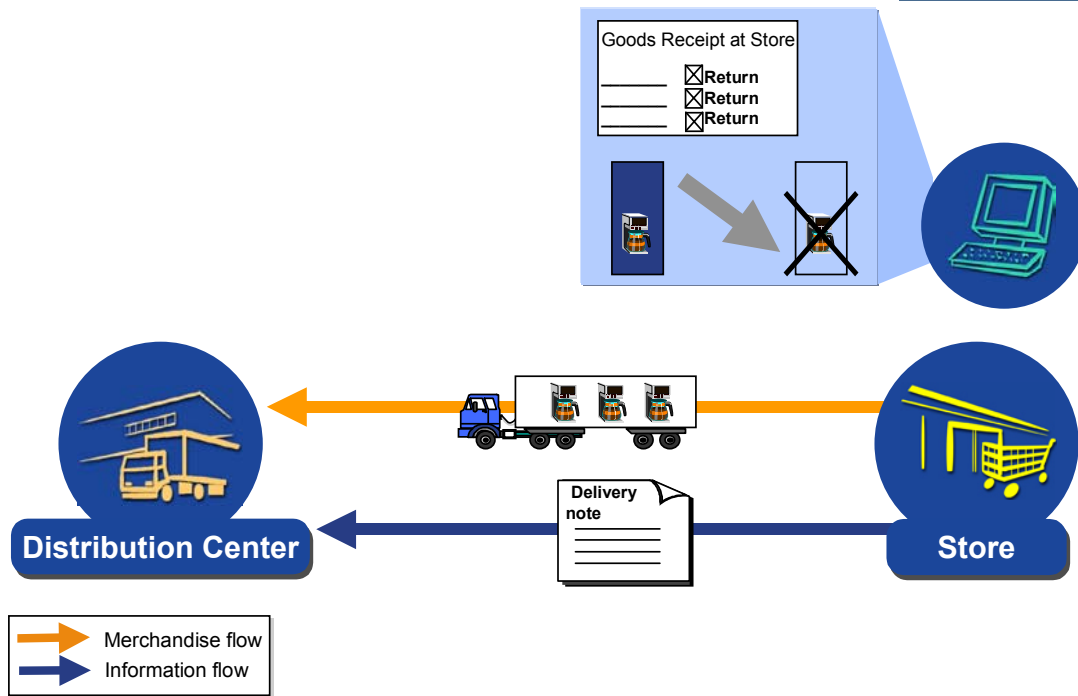 Goods Receipt at Store
Return
Return
Return
Delivery
note
Distribution Center
Store
Merchandise flow
Information flow